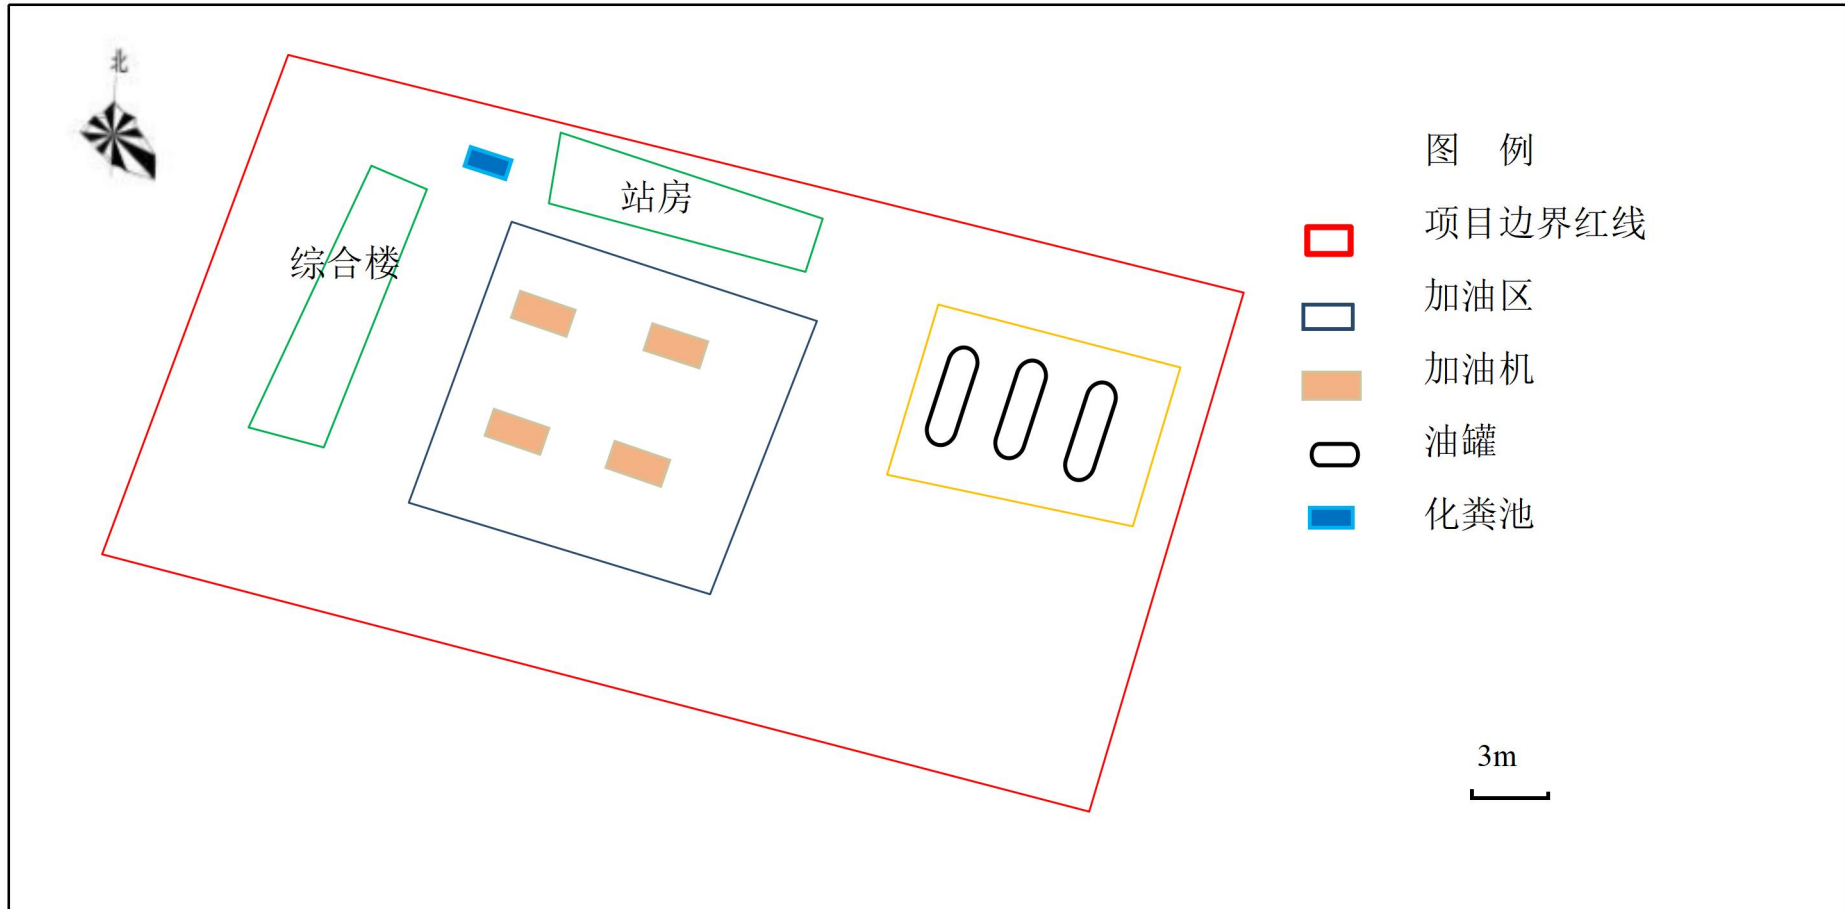 北
站房
综合楼
图 例
项目边界红线
加油区
加油机
油罐
化粪池
3m